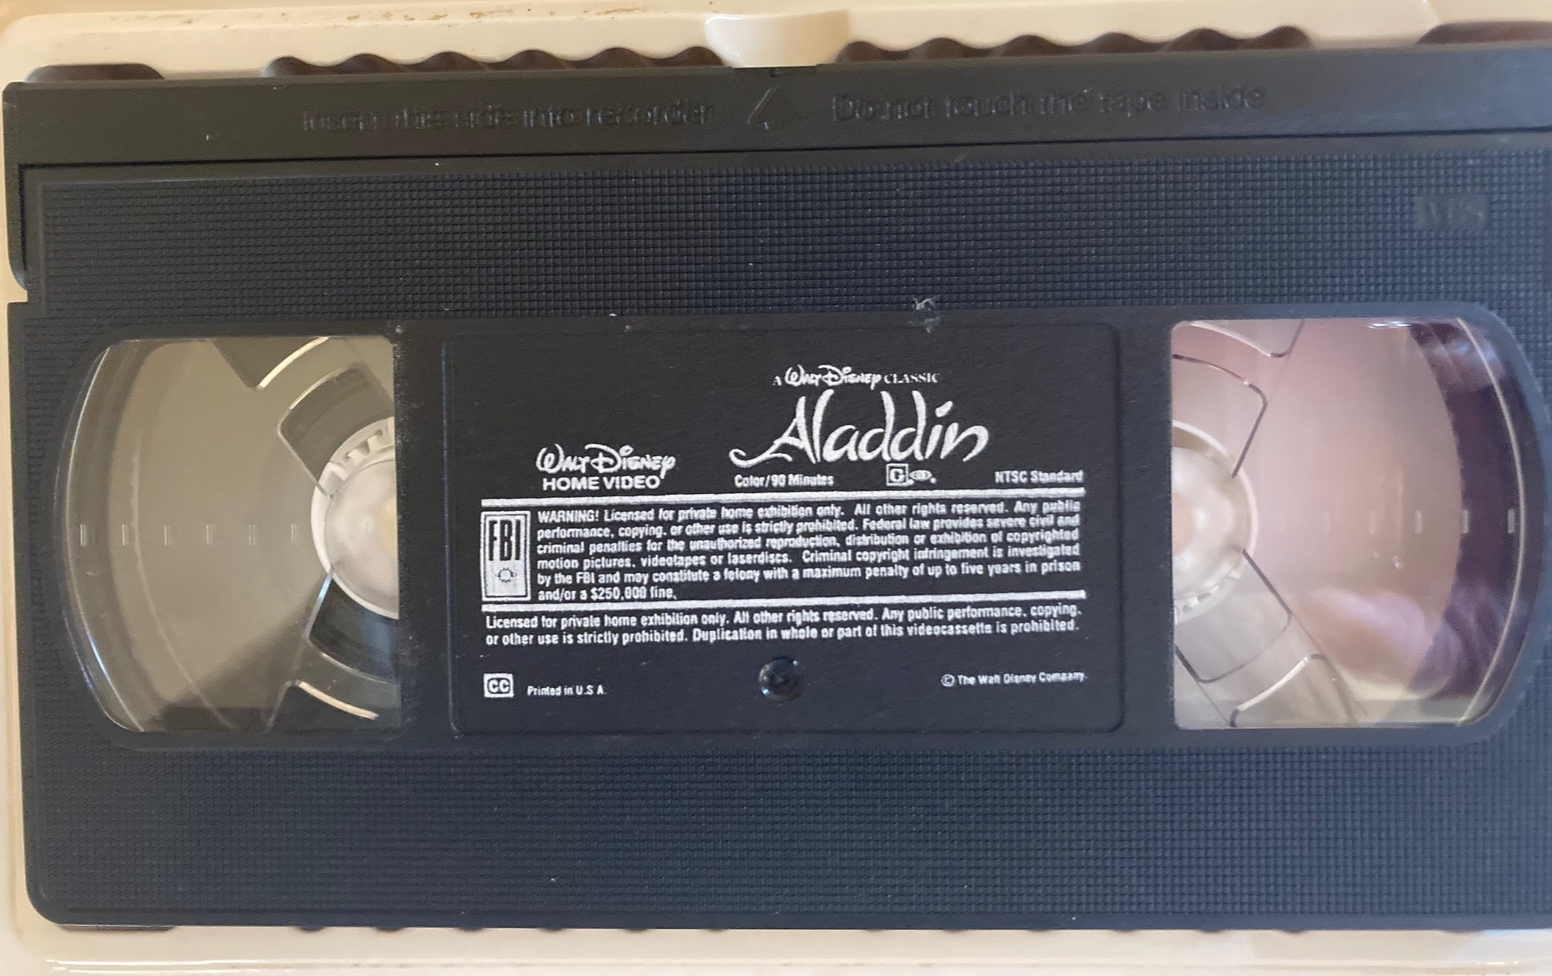 Insert this side into recorder Do not touch the tape inside
VHS
A WALT DISNEY CLASSIC
Aladdin
WALT DISNEY
HOME VIDEO
Color/90 Minutes
G
NTSC Standard
FBI
WARNING! Licensed for private home exhibition only. All other rights reserved. Any public
performance, copying, or other use is strictly prohibited. Federal law provides severe civil and
criminal penalties for the unauthorized reproduction, distribution or exhibition of copyrighted
motion pictures, videotapes or laserdiscs. Criminal copyright infringement is investigated
by the FBI and may constitute a felony with a maximum penalty of up to five years in prison
and/or a $250,000 fine.
Licensed for private home exhibition only. All other rights reserved. Any public performance, copying,
or other use is strictly prohibited. Duplication in whole or part of this videocassette is prohibited.
CC
Printed in U.S.A.
© The Walt Disney Company